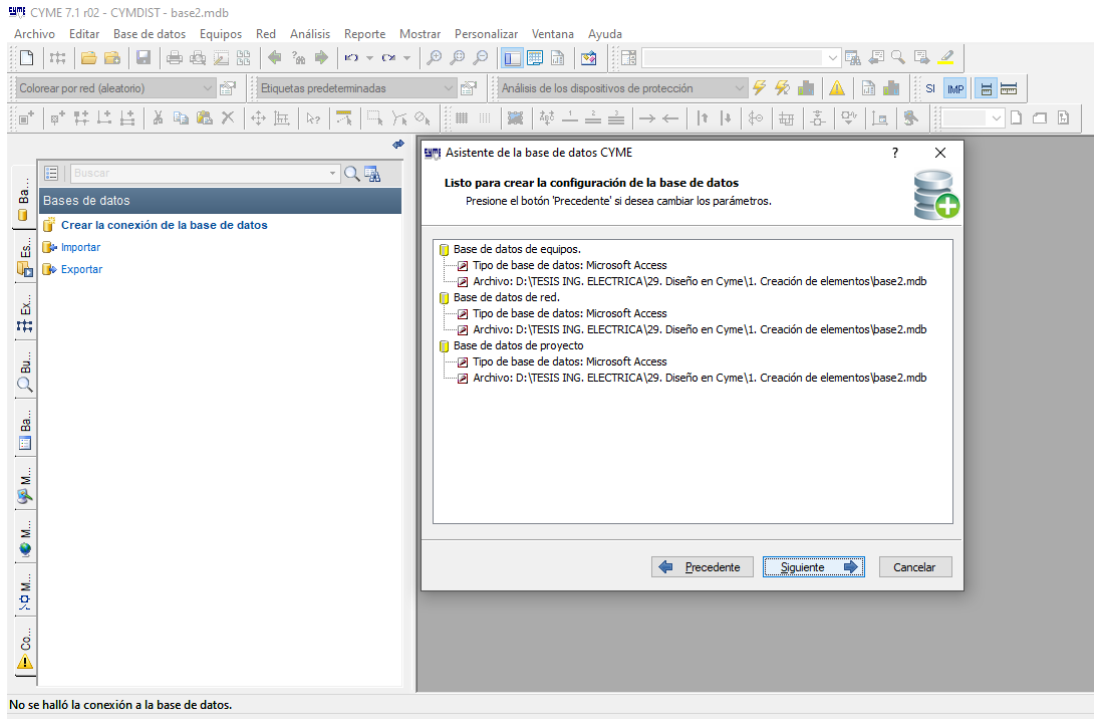 CYME 7.1 r02 - CYMDIST - base2.mdb
Archivo Editar Base de datos Equipos Red Análisis Reporte Mostrar Personalizar Ventana Ayuda
Colorear por red (aleatorio) Etiquetas predeterminadas Análisis de los dispositivos de protección SI IMP
Buscar
Bases de datos
Crear la conexión de la base de datos
Importar
Exportar
Ba...
Es...
Ex...
Bu...
Ba...
M...
M...
M...
Co...
Asistente de la base de datos CYME ?
Listo para crear la configuración de la base de datos
Presione el botón 'Precedente' si desea cambiar los parámetros.
Base de datos de equipos.
Tipo de base de datos: Microsoft Access
Archivo: D:\TESIS ING. ELECTRICA\29. Diseño en Cyme\1. Creación de elementos\base2.mdb
Base de datos de red.
Tipo de base de datos: Microsoft Access
Archivo: D:\TESIS ING. ELECTRICA\29. Diseño en Cyme\1. Creación de elementos\base2.mdb
Base de datos de proyecto
Tipo de base de datos: Microsoft Access
Archivo: D:\TESIS ING. ELECTRICA\29. Diseño en Cyme\1. Creación de elementos\base2.mdb
Precedente Siguiente Cancelar
No se halló la conexión a la base de datos.